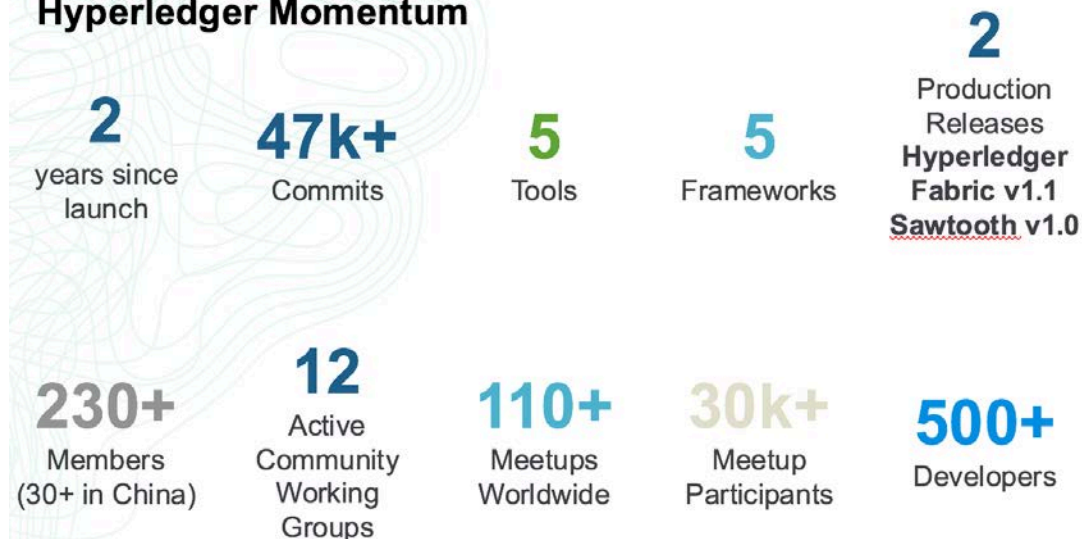 Hyperledger Momentum
2
years since
launch
47k+
Commits
5
Tools
5
Frameworks
2
Production
Releases
Hyperledger
Fabric v1.1
Sawtooth v1.0
230+
Members
(30+ in China)
12
Active
Community
Working
Groups
110+
Meetups
Worldwide
30k+
Meetup
Participants
500+
Developers